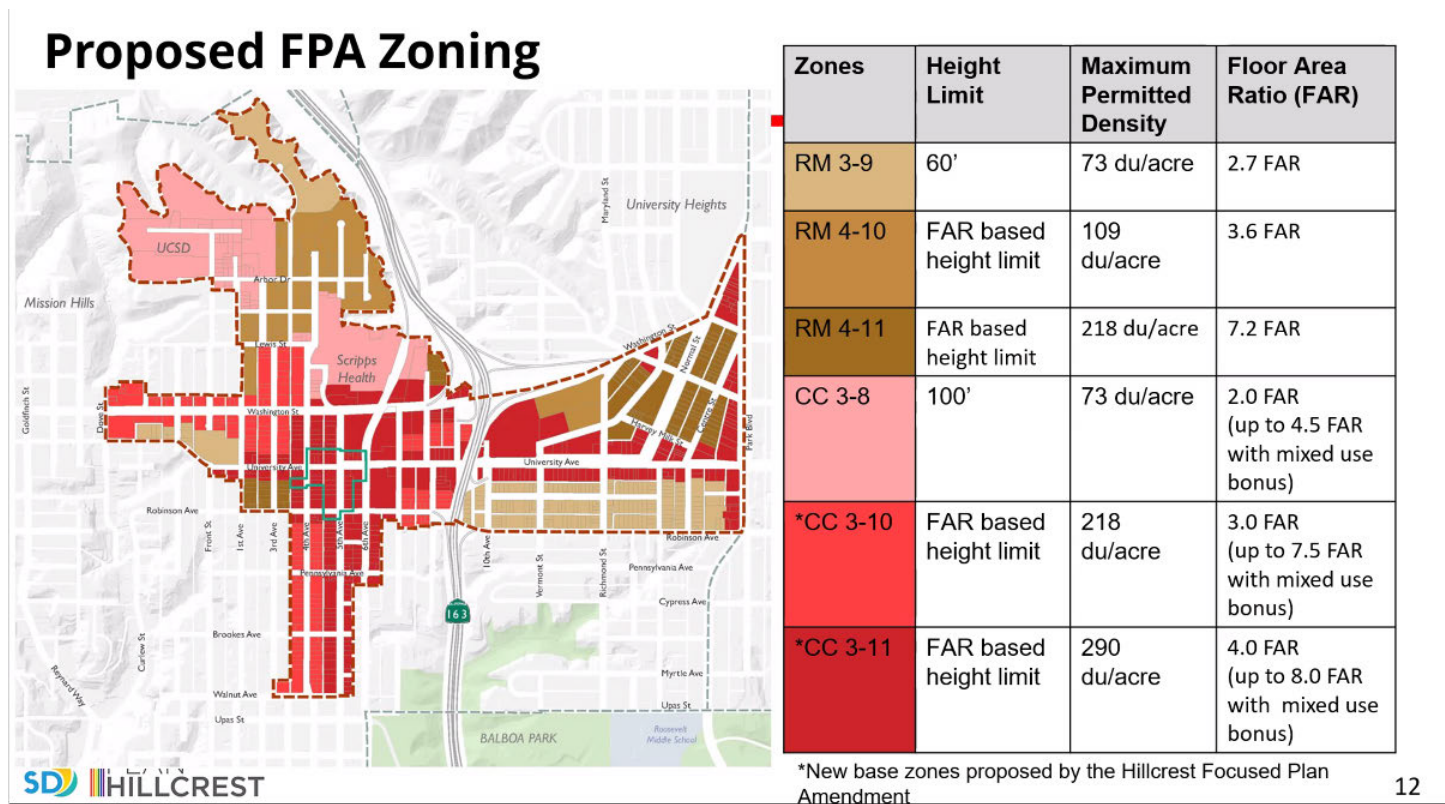 Proposed FPA Zoning
Zones
Height
Limit
Maximum
Permitted
Density
Floor Area
Ratio (FAR)
RM 3-9
60’
73 du/acre
2.7 FAR
RM 4-10
FAR based
height limit
109
du/acre
3.6 FAR
RM 4-11
FAR based
height limit
218 du/acre
7.2 FAR
CC 3-8
100’
73 du/acre
2.0 FAR
(up to 4.5 FAR
with mixed use
bonus)
*CC 3-10
FAR based
height limit
218
du/acre
3.0 FAR
(up to 7.5 FAR
with mixed use
bonus)
*CC 3-11
FAR based
height limit
290
du/acre
4.0 FAR
(up to 8.0 FAR
with mixed use
bonus)
*New base zones proposed by the Hillcrest Focused Plan
Amendment
12
Maryland St
University Heights
UCSD
Arbor Dr
Mission Hills
Washington St
Normal St
Lewis St
Scripps
Health
Goldfinch St
Dove St
Washington St
Centre St
Harvey Milk St
Park Blvd
University Ave
University Ave
Robinson Ave
Front St
1st Ave
3rd Ave
4th Ave
5th Ave
6th Ave
10th Ave
Robinson Ave
Vermont St
Richmond St
Pennsylvania Ave
Pennsylvania Ave
Cypress Ave
163
Brookes Ave
Curlew St
Reynard Way
Myrtle Ave
Walnut Ave
Upas St
Upas St
BALBOA PARK
Roosevelt
Middle School
SD
PLAN
HILLCREST